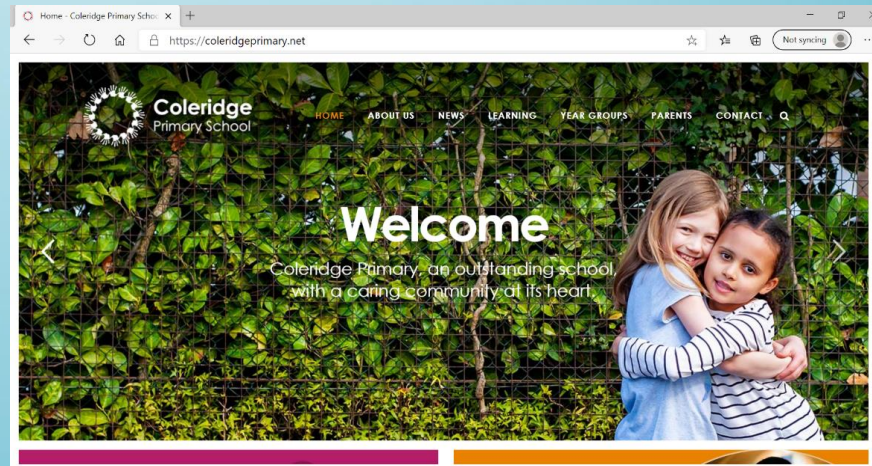 Home - Coleridge Primary Schoo
https://coleridgeprimary.net
Not syncing
Coleridge
Primary School
HOME ABOUT US NEWS LEARNING YEAR GROUPS PARENTS CONTACT
Welcome
Coleridge Primary, an outstanding school,
with a caring community at its heart.